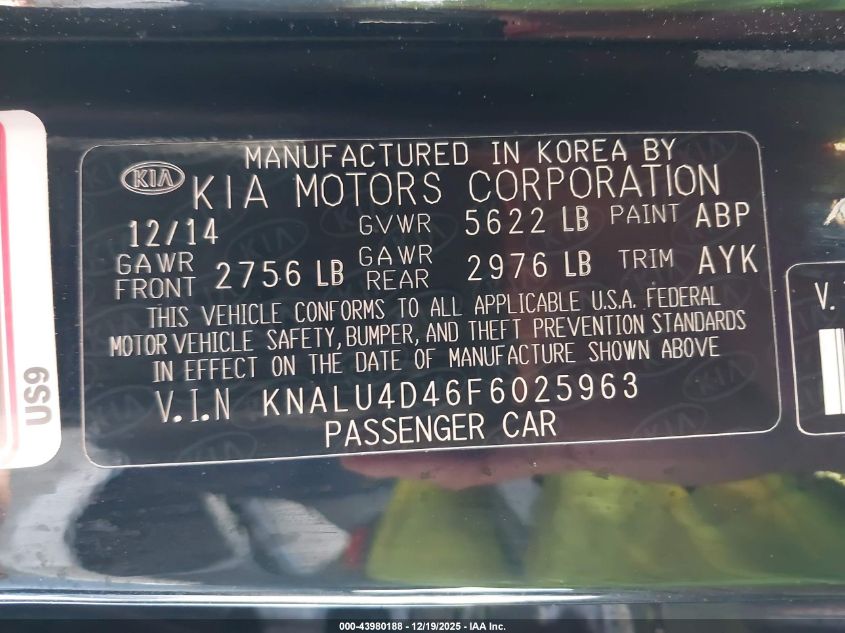 MANUFACTURED IN KOREA BY
KIA KIA MOTORS CORPORATION
12/14 GVWR 5622 LB PAINT ABP
GAWR FRONT 2756 LB GAWR REAR 2976 LB TRIM AYK
THIS VEHICLE CONFORMS TO ALL APPLICABLE U.S.A. FEDERAL
MOTOR VEHICLE SAFETY, BUMPER, AND THEFT PREVENTION STANDARDS
IN EFFECT ON THE DATE OF MANUFACTURE SHOWN ABOVE
V.I.N KNALU4D46F6025963
PASSENGER CAR
US9
V.
000-43980188 - 12/19/2025 - IAA Inc.